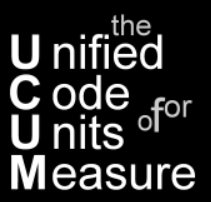 the
Unified
Code
Units of for
Measure